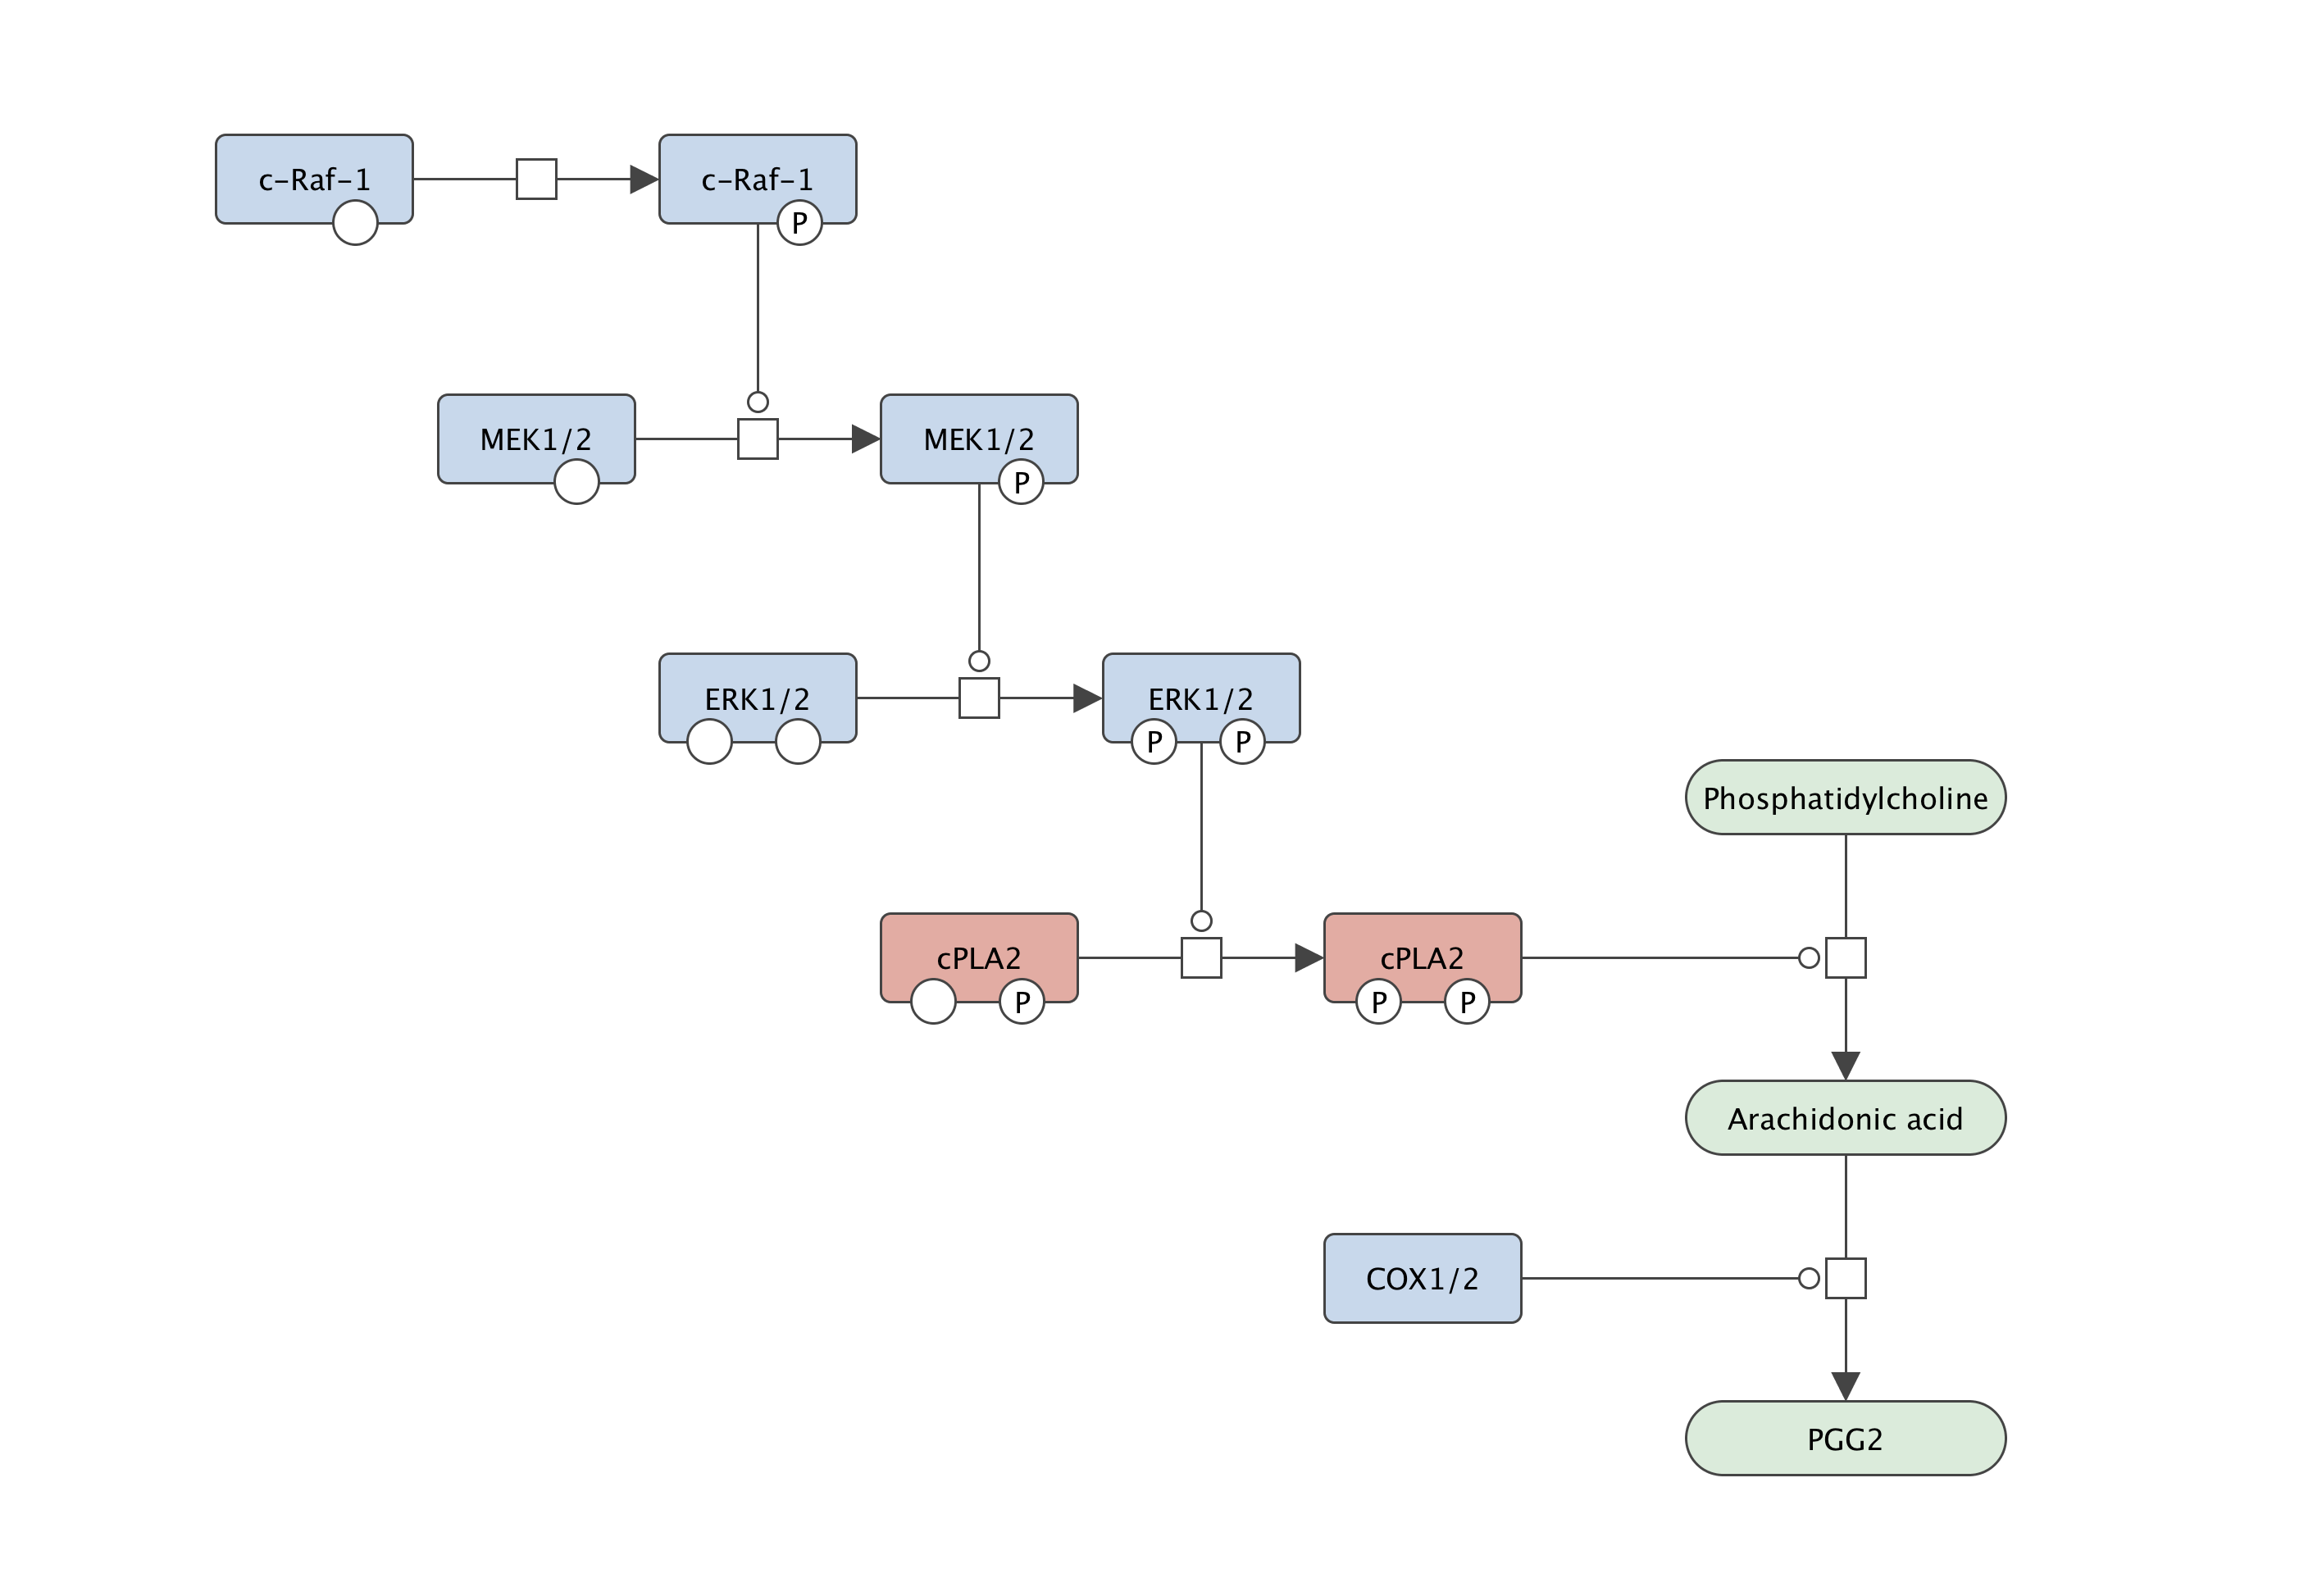 c-Raf-1
c-Raf-1
P
MEK1/2
MEK1/2
P
ERK1/2
ERK1/2
P
P
Phosphatidylcholine
cPLA2
P
cPLA2
P
P
Arachidonic acid
COX1/2
PGG2